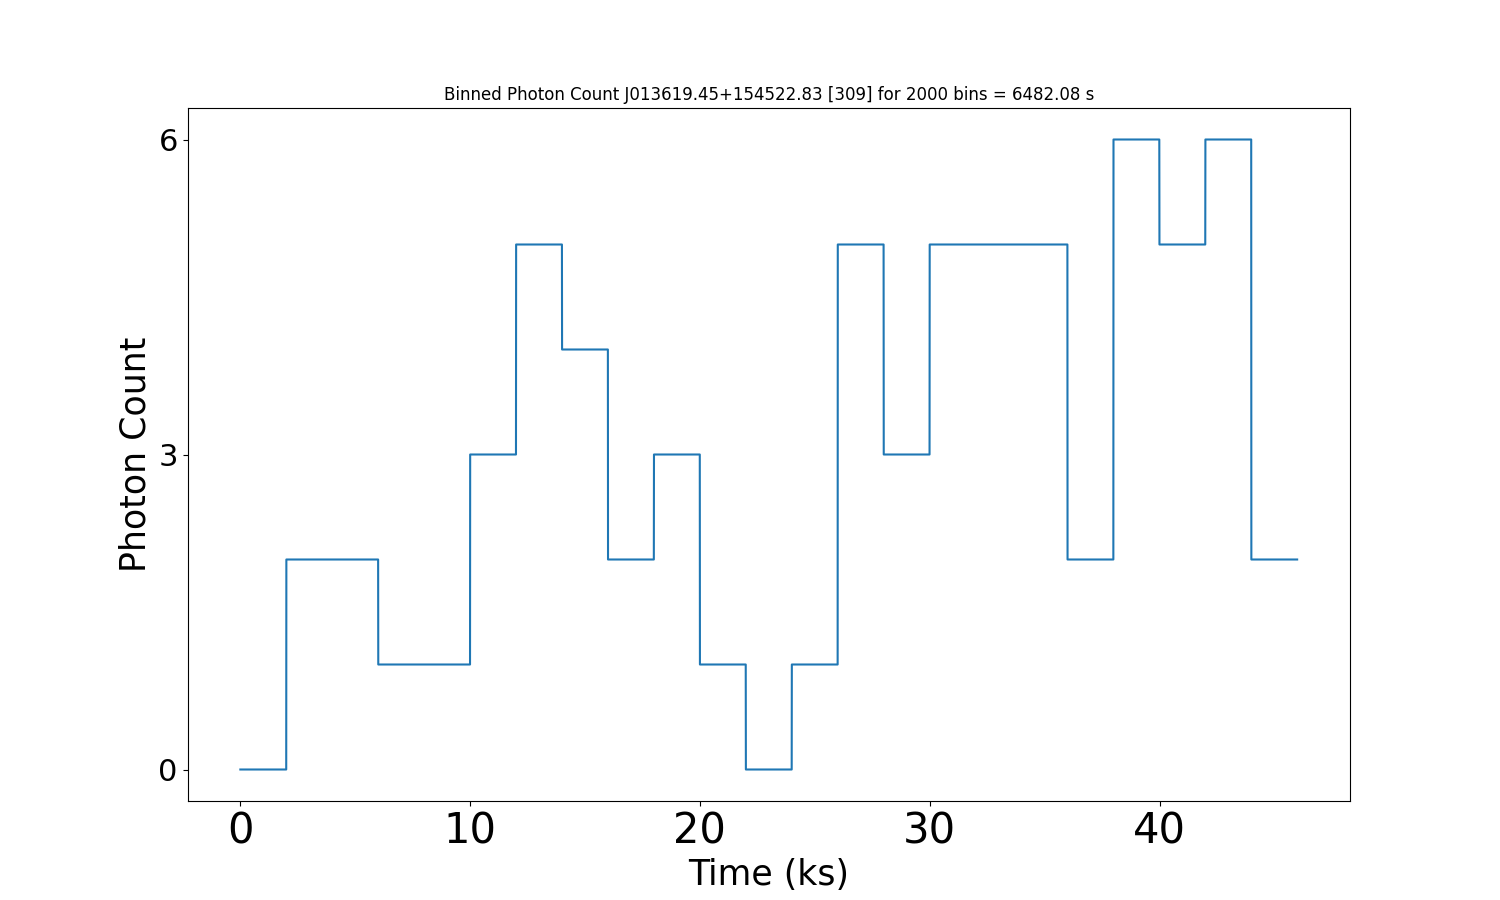 Binned Photon Count J013619.45+154522.83 [309] for 2000 bins = 6482.08 s
6
3
0
Photon Count
0 10 20 30 40
Time (ks)